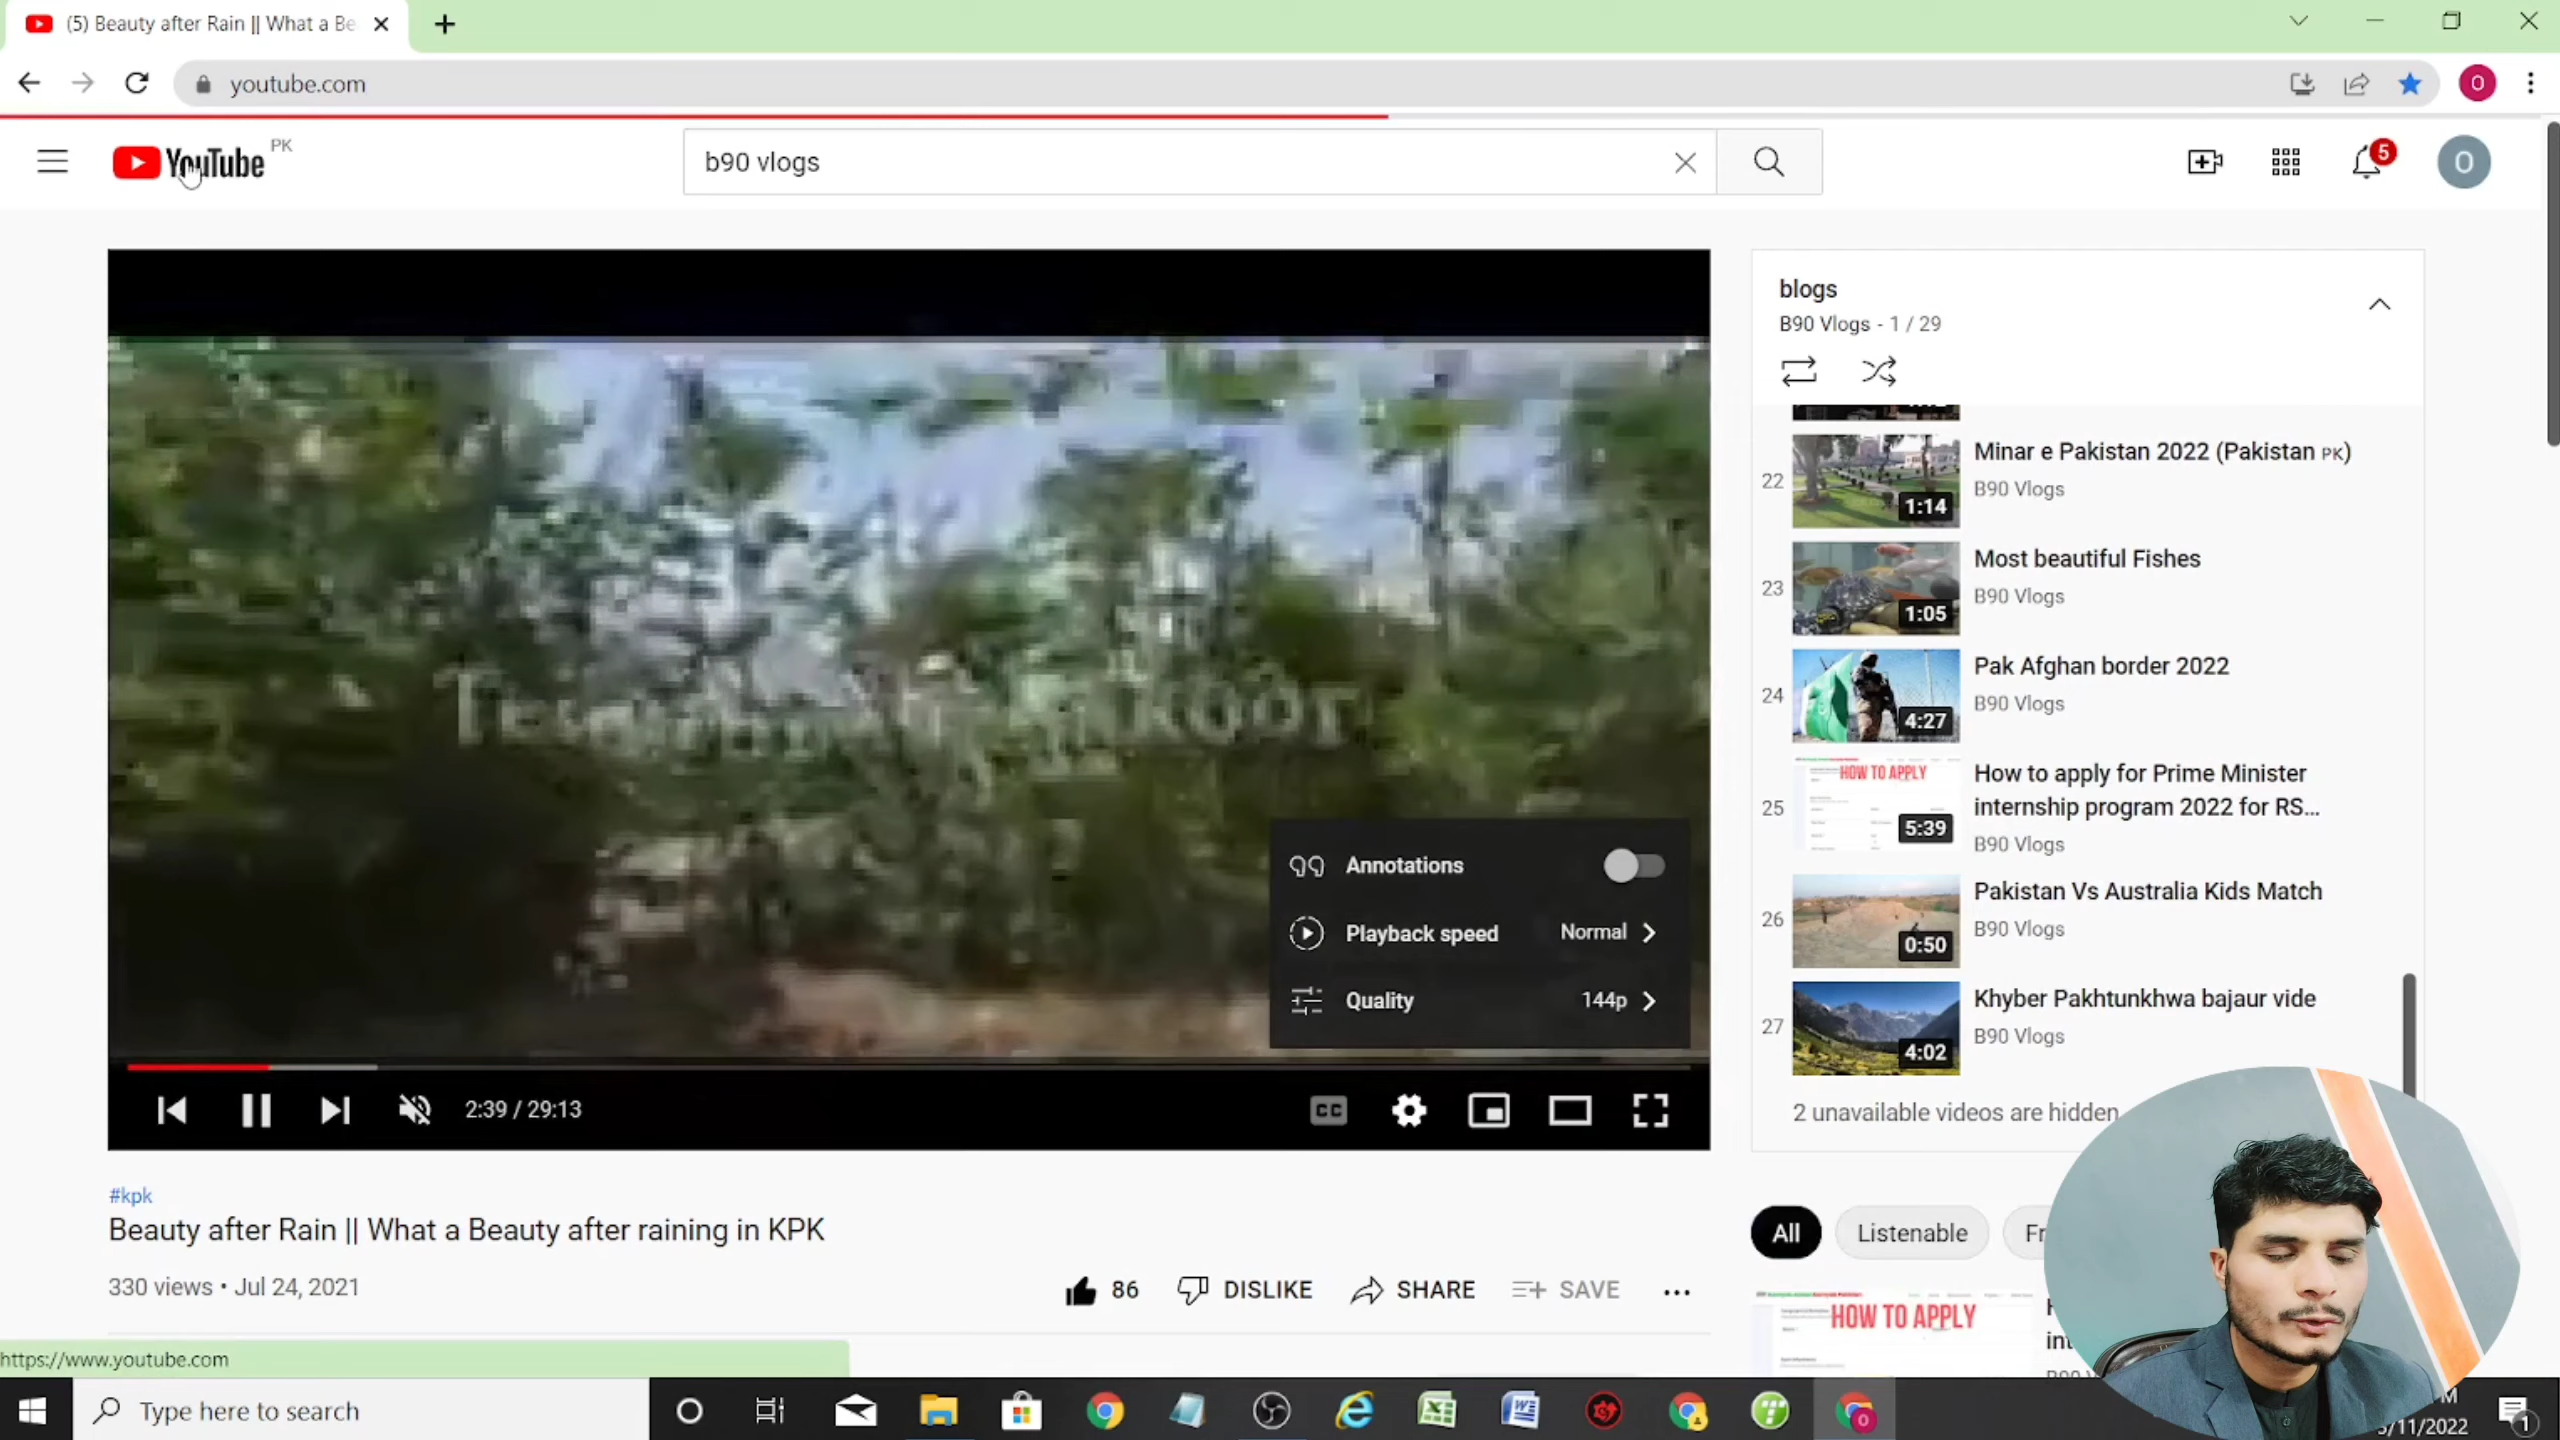 (5) Beauty after Rain || What a Be
youtube.com
O
YouTube PK
b90 vlogs
5
O
blogs
B90 Vlogs - 1 / 29
22
1:14
Minar e Pakistan 2022 (Pakistan PK)
B90 Vlogs
23
1:05
Most beautiful Fishes
B90 Vlogs
24
4:27
Pak Afghan border 2022
B90 Vlogs
25
HOW TO APPLY
5:39
How to apply for Prime Minister
internship program 2022 for RS...
B90 Vlogs
26
0:50
Pakistan Vs Australia Kids Match
B90 Vlogs
27
4:02
Khyber Pakhtunkhwa bajaur vide
B90 Vlogs
2 unavailable videos are hidden
Annotations
Playback speed Normal
Quality 144p
2:39 / 29:13
CC
#kpk
Beauty after Rain || What a Beauty after raining in KPK
330 views • Jul 24, 2021
86 DISLIKE SHARE SAVE
All Listenable
HOW TO APPLY
https://www.youtube.com
Type here to search
/11/2022
1